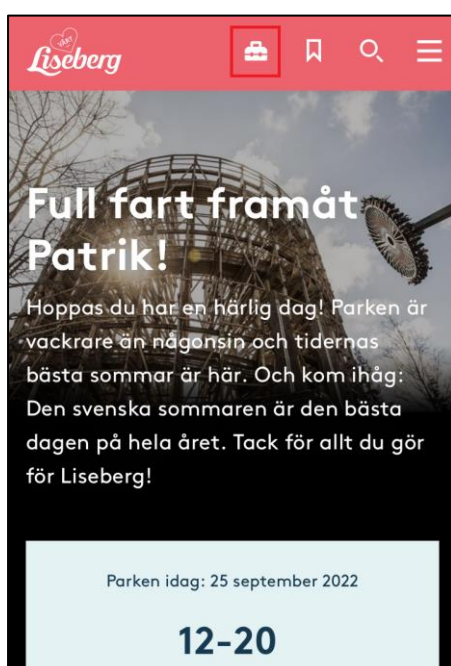 VÅRT
Liseberg
Full fart framåt
Patrik!
Hoppas du har en härlig dag! Parken är
vackrare än någonsin och tidernas
bästa sommar är här. Och kom ihåg:
Den svenska sommaren är den bästa
dagen på hela året. Tack för allt du gör
för Liseberg!
Parken idag: 25 september 2022
12-20